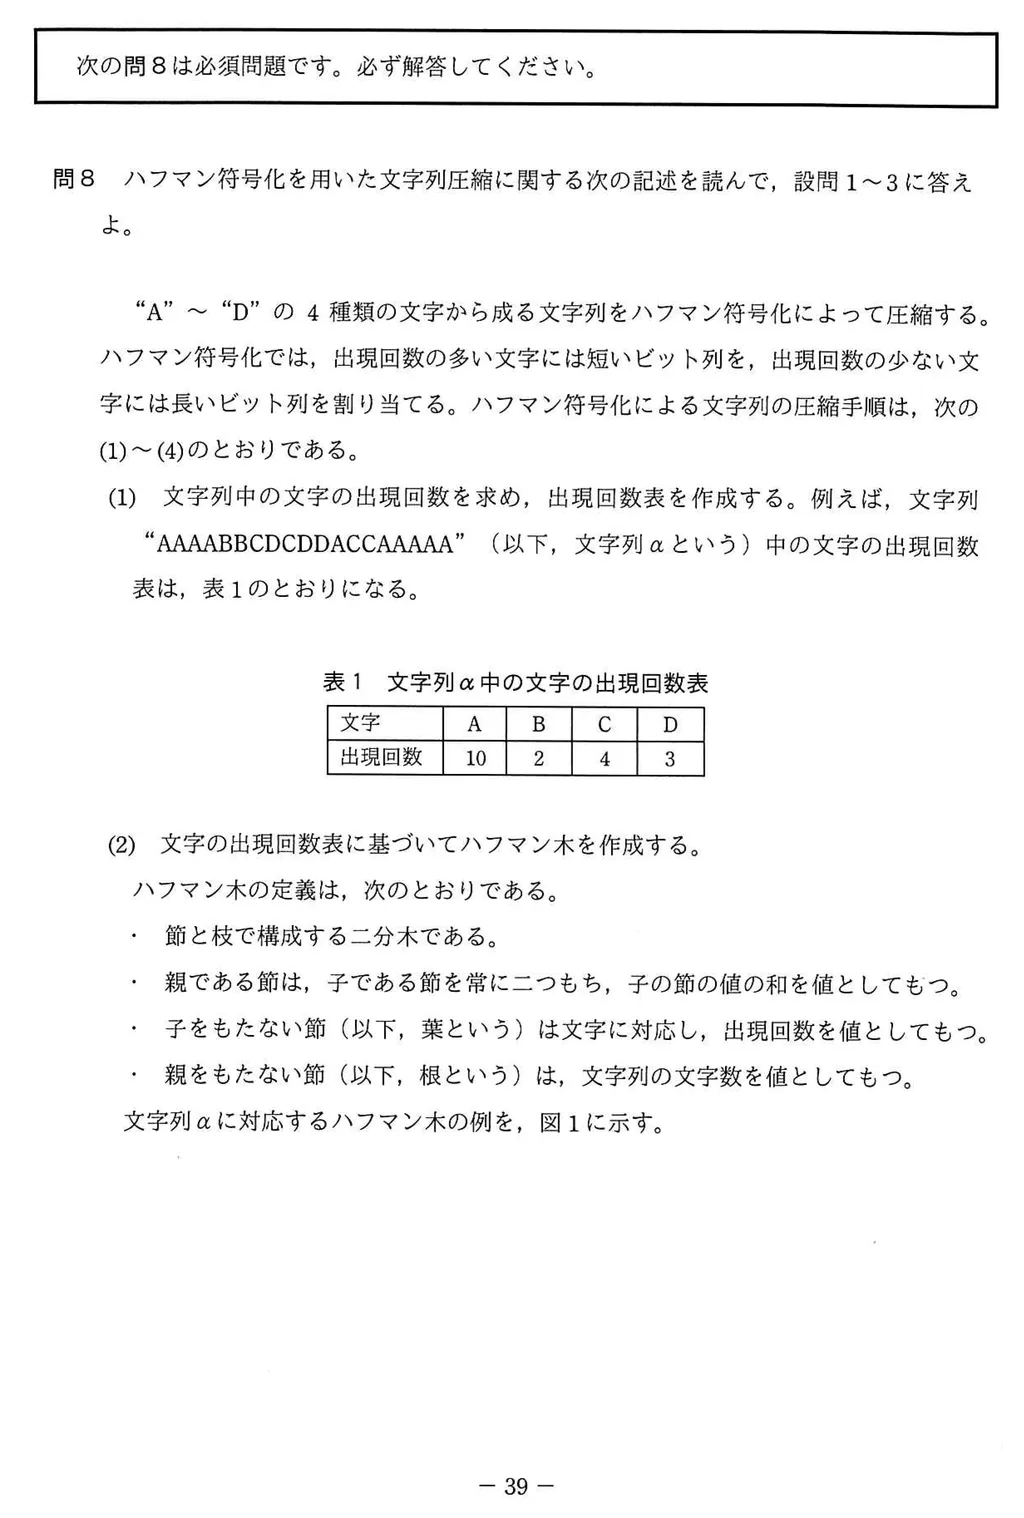 次の問８は必須問題です。必ず解答してください。
問８　ハフマン符号化を用いた文字列圧縮に関する次の記述を読んで，設問 1～3 に答え
よ。
“A” ～ “D” の 4 種類の文字から成る文字列をハフマン符号化によって圧縮する。
ハフマン符号化では，出現回数の多い文字には短いビット列を，出現回数の少ない文
字には長いビット列を割り当てる。ハフマン符号化による文字列の圧縮手順は，次の
(1)～(4)のとおりである。
(1)　文字列中の文字の出現回数を求め，出現回数表を作成する。例えば，文字列
“AAAABBCDCDDACCAAAAA”（以下，文字列αという）中の文字の出現回数
表は，表１のとおりになる。
表１　文字列α中の文字の出現回数表
文字 A B C D
出現回数 10 2 4 3
(2)　文字の出現回数表に基づいてハフマン木を作成する。
ハフマン木の定義は，次のとおりである。
・　節と枝で構成する二分木である。
・　親である節は，子である節を常に二つもち，子の節の値の和を値としてもつ。
・　子をもたない節（以下，葉という）は文字に対応し，出現回数を値としてもつ。
・　親をもたない節（以下，根という）は，文字列の文字数を値としてもつ。
文字列αに対応するハフマン木の例を，図１に示す。
－ 39 －